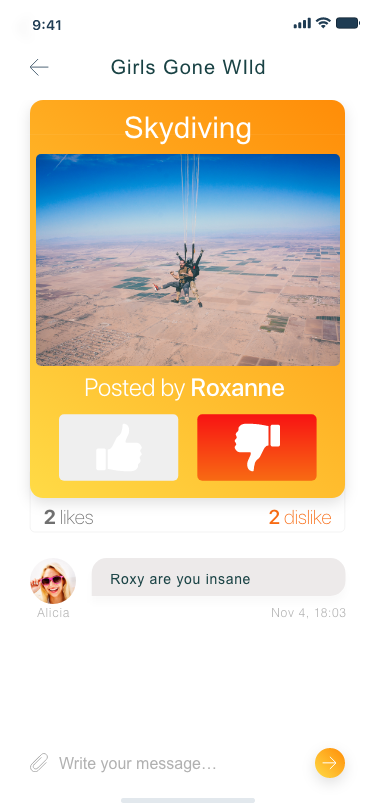 9:41
Girls Gone WIld
Skydiving
Posted by Roxanne
2 likes
2 dislike
Roxy are you insane
Alicia
Nov 4, 18:03
Write your message...